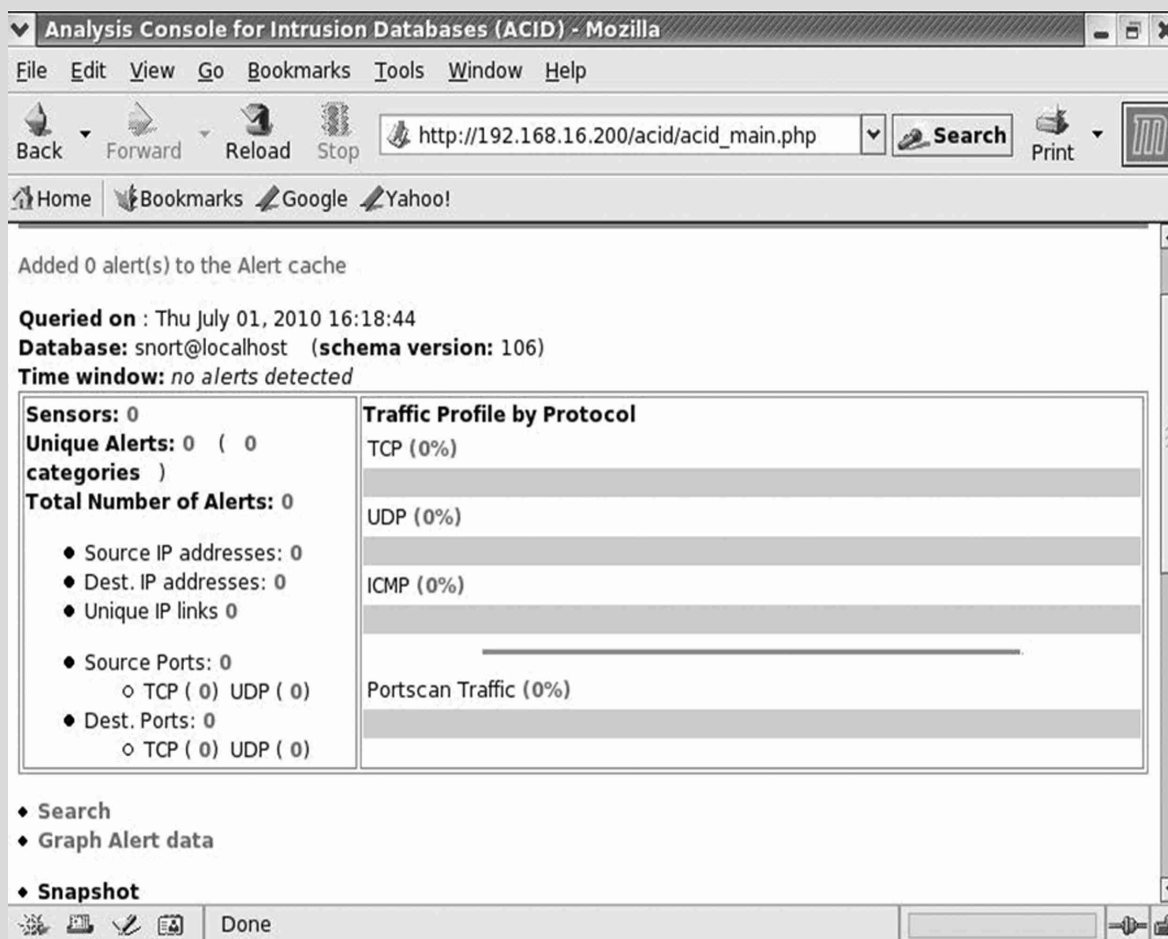 Analysis Console for Intrusion Databases (ACID) - Mozilla
File Edit View Go Bookmarks Tools Window Help
Back Forward Reload Stop http://192.168.16.200/acid/acid_main.php Search Print
Home Bookmarks Google Yahoo!
Added 0 alert(s) to the Alert cache
Queried on : Thu July 01, 2010 16:18:44
Database: snort@localhost (schema version: 106)
Time window: no alerts detected
Sensors: 0
Unique Alerts: 0 ( 0
categories )
Total Number of Alerts: 0
Source IP addresses: 0
Dest. IP addresses: 0
Unique IP links 0
Source Ports: 0
TCP ( 0) UDP ( 0)
Dest. Ports: 0
TCP ( 0) UDP ( 0)
Traffic Profile by Protocol
TCP (0%)
UDP (0%)
ICMP (0%)
Portscan Traffic (0%)
Search
Graph Alert data
Snapshot
Done